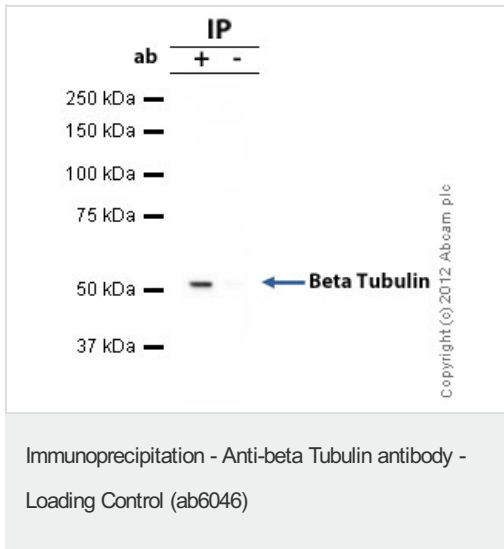 IP
ab + -
250 kDa
150 kDa
100 kDa
75 kDa
50 kDa
Beta Tubulin
37 kDa
Copyright (c) 2012 Abcam plc
Immunoprecipitation - Anti-beta Tubulin antibody -
Loading Control (ab6046)